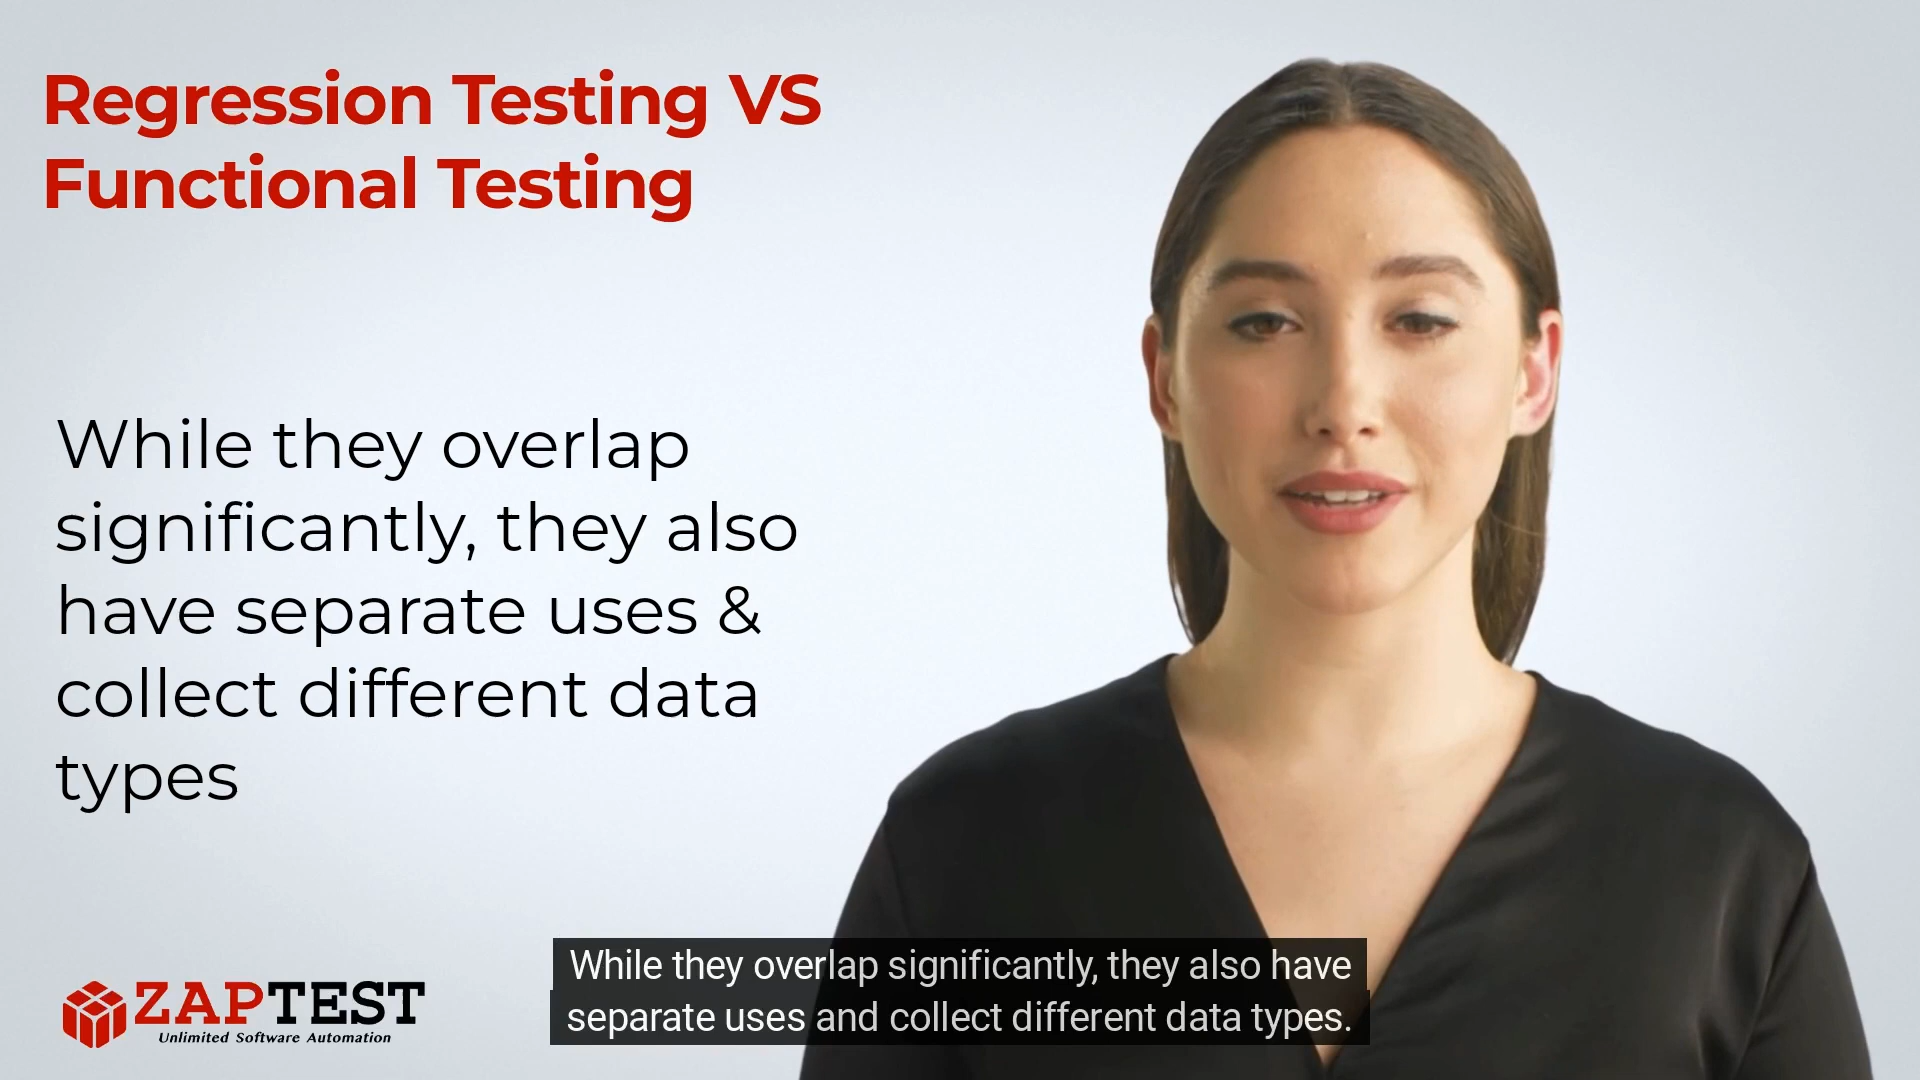 Regression Testing VS
Functional Testing
While they overlap
significantly, they also
have separate uses &
collect different data
types
ZAPTEST
Unlimited Software Automation
While they overlap significantly, they also have
separate uses and collect different data types.